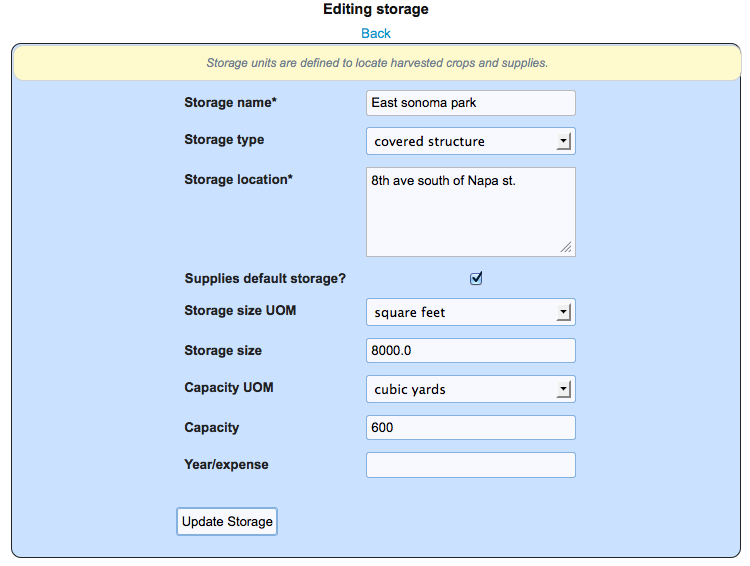 Editing storage
Back
Storage units are defined to locate harvested crops and supplies.
Storage name* East sonoma park
Storage type covered structure
Storage location* 8th ave south of Napa st.
Supplies default storage?
Storage size UOM square feet
Storage size 8000.0
Capacity UOM cubic yards
Capacity 600
Year/expense
Update Storage